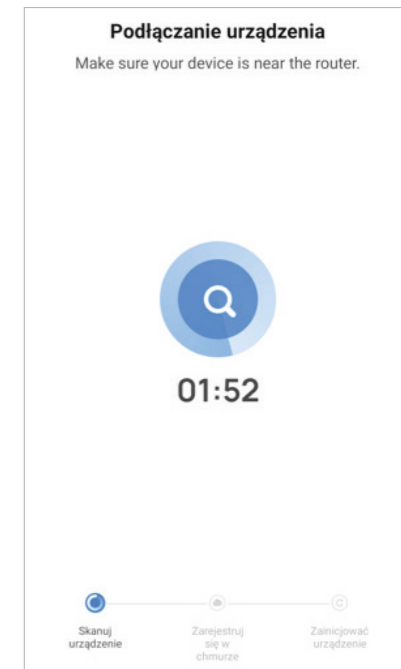 Podłączanie urządzenia
Make sure your device is near the router.
01:52
Skanuj
urządzenie
Zarejestruj
się w
chmurze
Zainicjować
urządzenie